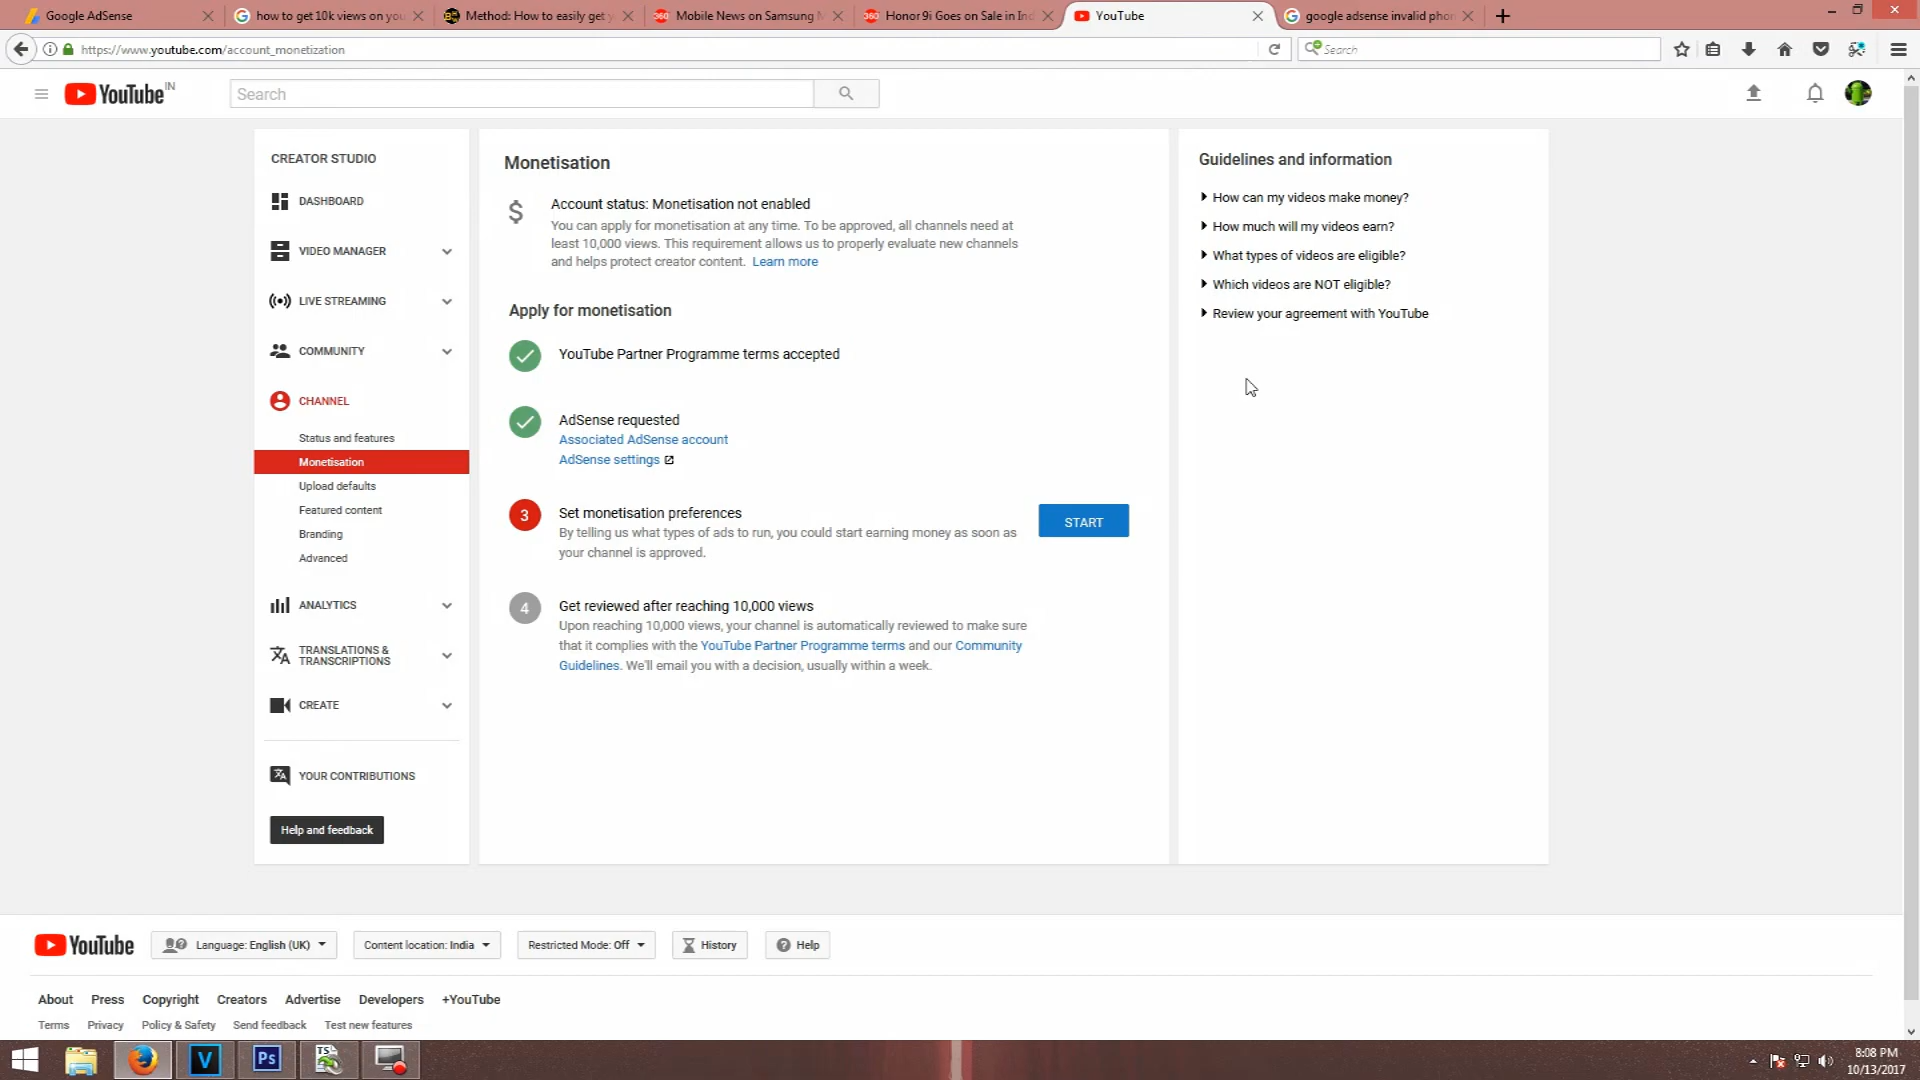 Google AdSense
how to get 10k views on you
Method: How to easily get y
Mobile News on Samsung M
Honor 9i Goes on Sale in Ind
YouTube
google adsense invalid phon
https://www.youtube.com/account_monetization
Search
YouTube IN
Search
CREATOR STUDIO
DASHBOARD
VIDEO MANAGER
LIVE STREAMING
COMMUNITY
CHANNEL
Status and features
Monetisation
Upload defaults
Featured content
Branding
Advanced
ANALYTICS
TRANSLATIONS &
TRANSCRIPTIONS
CREATE
YOUR CONTRIBUTIONS
Help and feedback
Monetisation
Account status: Monetisation not enabled
You can apply for monetisation at any time. To be approved, all channels need at
least 10,000 views. This requirement allows us to properly evaluate new channels
and helps protect creator content. Learn more
Apply for monetisation
YouTube Partner Programme terms accepted
AdSense requested
Associated AdSense account
AdSense settings
3 Set monetisation preferences
By telling us what types of ads to run, you could start earning money as soon as
your channel is approved.
START
4 Get reviewed after reaching 10,000 views
Upon reaching 10,000 views, your channel is automatically reviewed to make sure
that it complies with the YouTube Partner Programme terms and our Community
Guidelines. We'll email you with a decision, usually within a week.
Guidelines and information
How can my videos make money?
How much will my videos earn?
What types of videos are eligible?
Which videos are NOT eligible?
Review your agreement with YouTube
YouTube
Language: English (UK)
Content location: India
Restricted Mode: Off
History
Help
About Press Copyright Creators Advertise Developers +YouTube
Terms Privacy Policy & Safety Send feedback Test new features
V
Ps
8:08 PM
10/13/2017